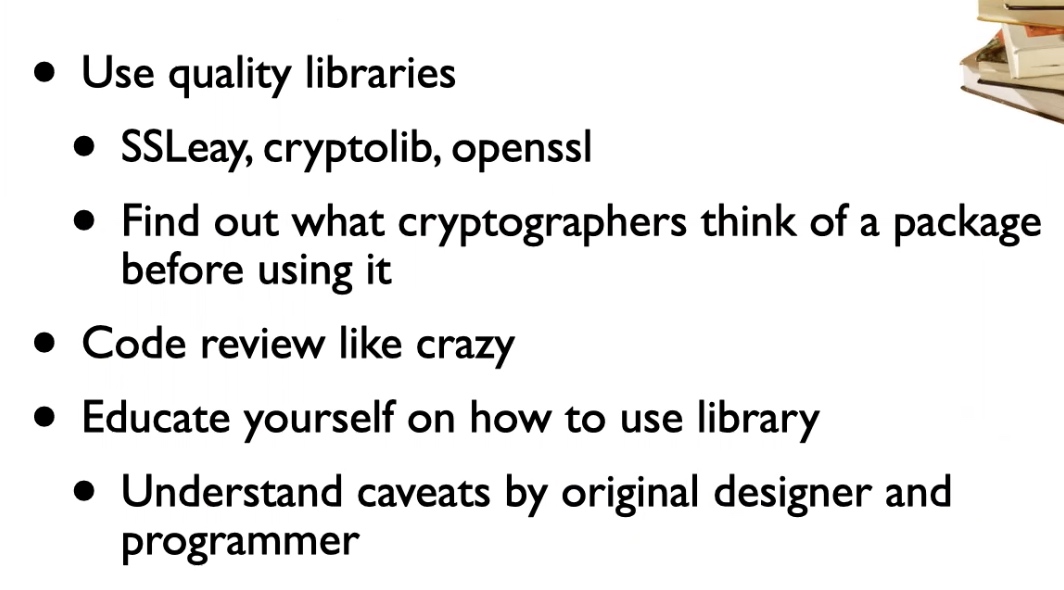 • Use quality libraries
• SSLeay, cryptolib, openssl
• Find out what cryptographers think of a package
before using it
• Code review like crazy
• Educate yourself on how to use library
• Understand caveats by original designer and
programmer